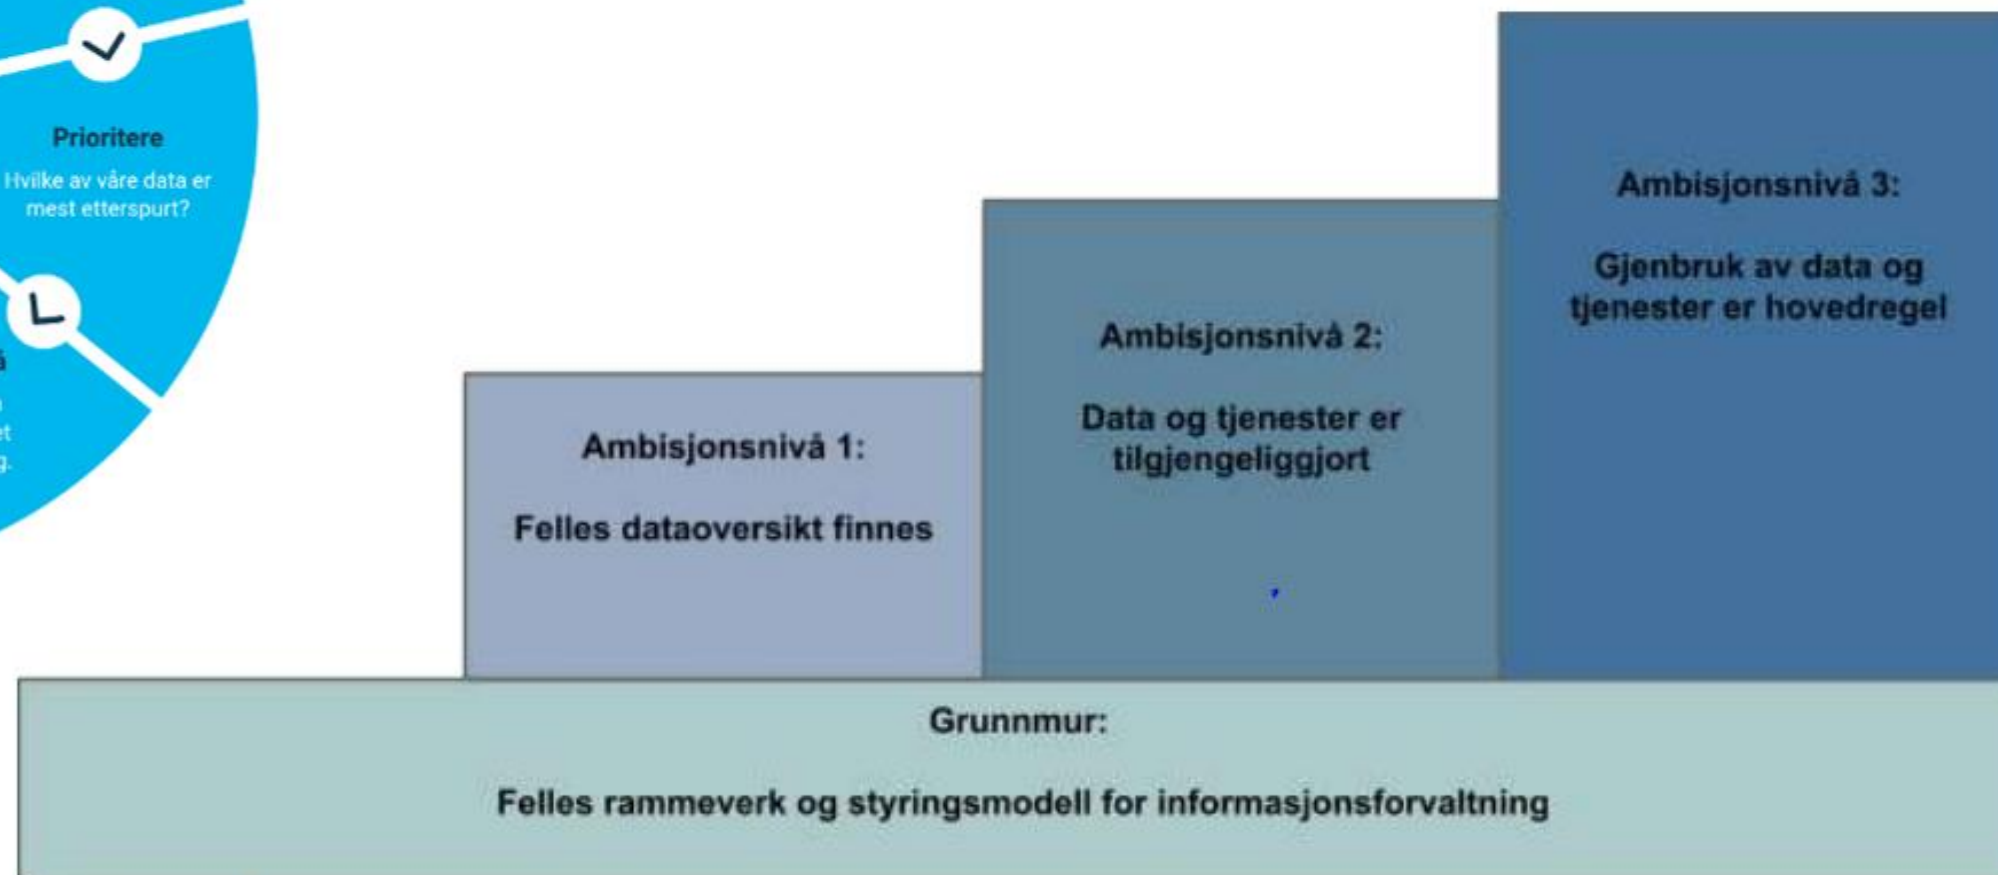 Prioritere
Hvilke av våre data er
mest etterspurt?
Ambisjonsnivå 1:
Felles dataoversikt finnes
Ambisjonsnivå 2:
Data og tjenester er
tilgjengeliggjort
Ambisjonsnivå 3:
Gjenbruk av data og
tjenester er hovedregel
Grunnmur:
Felles rammeverk og styringsmodell for informasjonsforvaltning